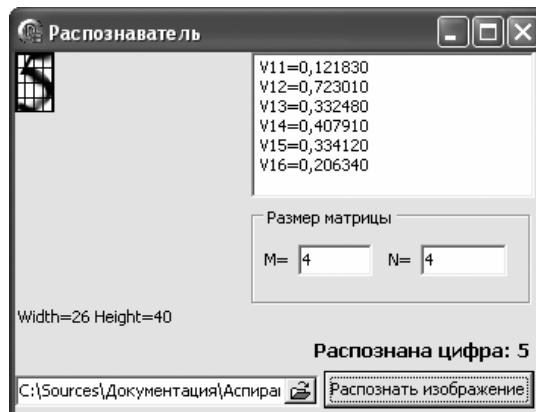 Распознаватель
V11=0,121830
V12=0,723010
V13=0,332480
V14=0,407910
V15=0,334120
V16=0,206340
Размер матрицы
M= 4 N= 4
Width=26 Height=40
Распознана цифра: 5
C:\Sources\Документация\Аспиран Распознать изображение